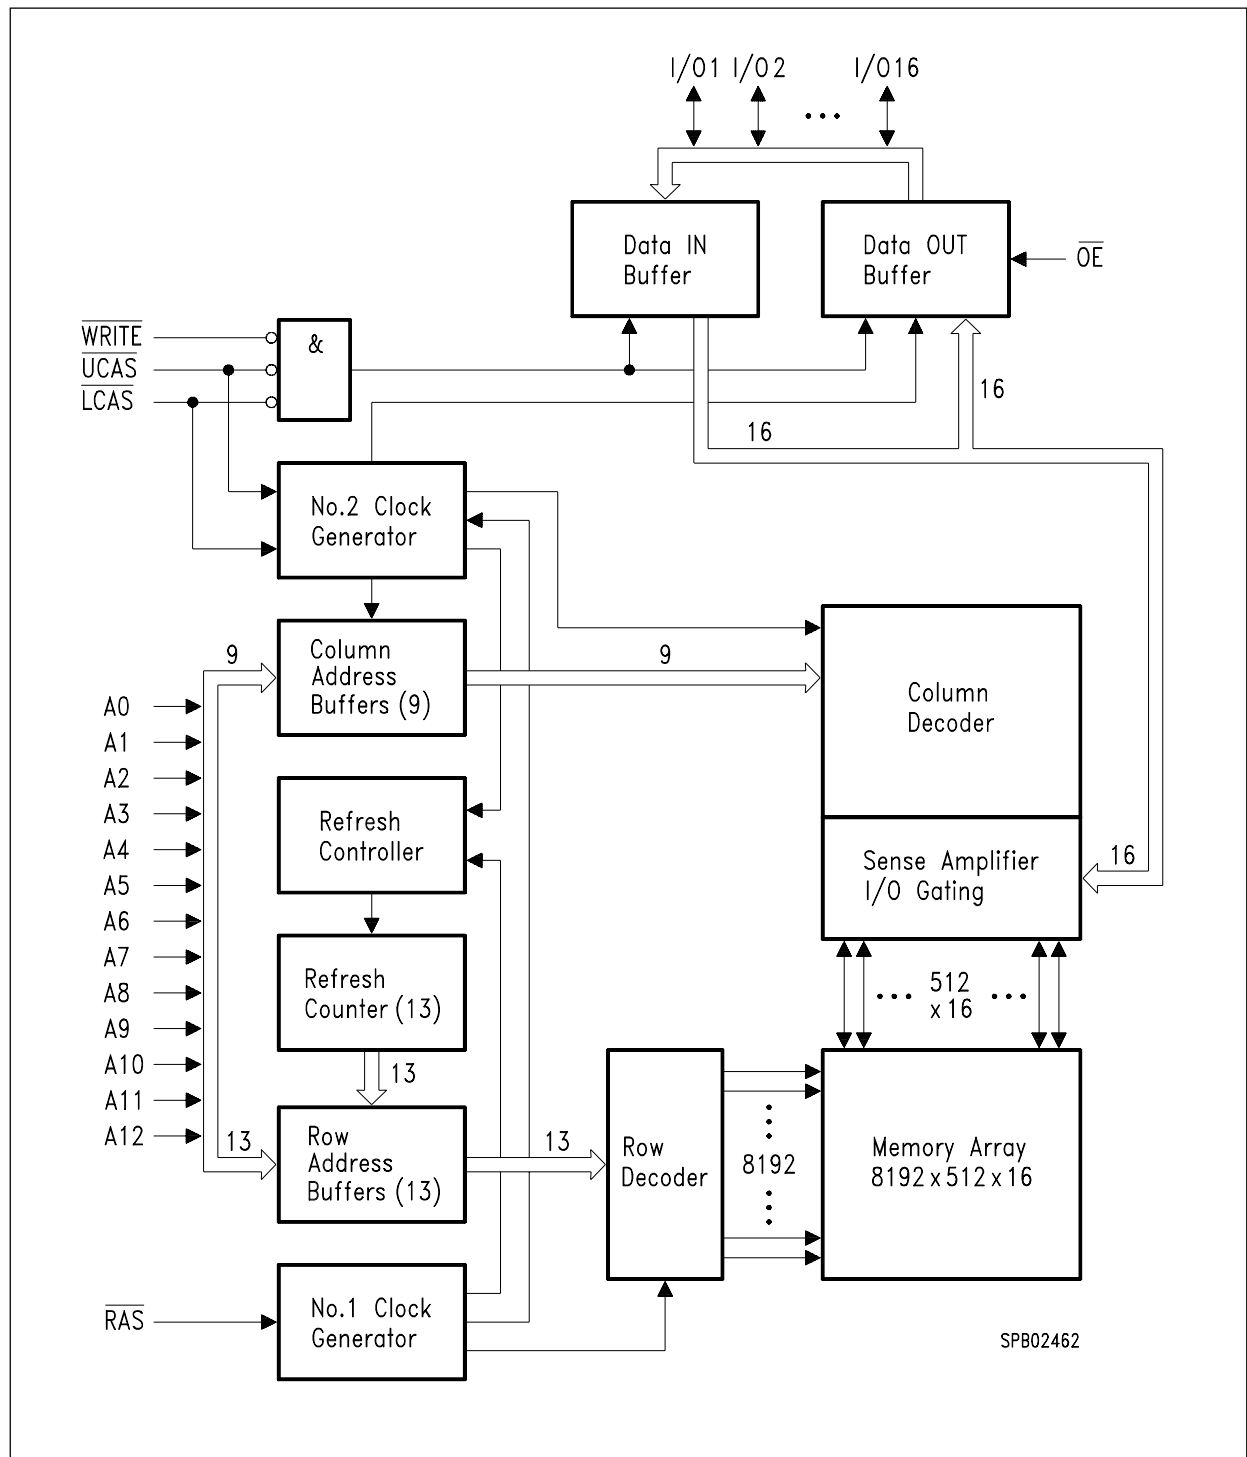 I/O1 I/O2 I/O16
Data IN
Buffer
Data OUT
Buffer
OE
WRITE
UCAS
LCAS
&
16
16
No.2 Clock
Generator
Column
Address
Buffers (9)
9
9
Column
Decoder
A0
A1
A2
A3
A4
A5
A6
A7
A8
A9
A10
A11
A12
Refresh
Controller
Sense Amplifier
I/O Gating
16
Refresh
Counter (13)
512
x 16
13
13
Row
Address
Buffers (13)
13
Row
Decoder
8192
Memory Array
8192 x 512 x 16
RAS
No.1 Clock
Generator
SPB02462